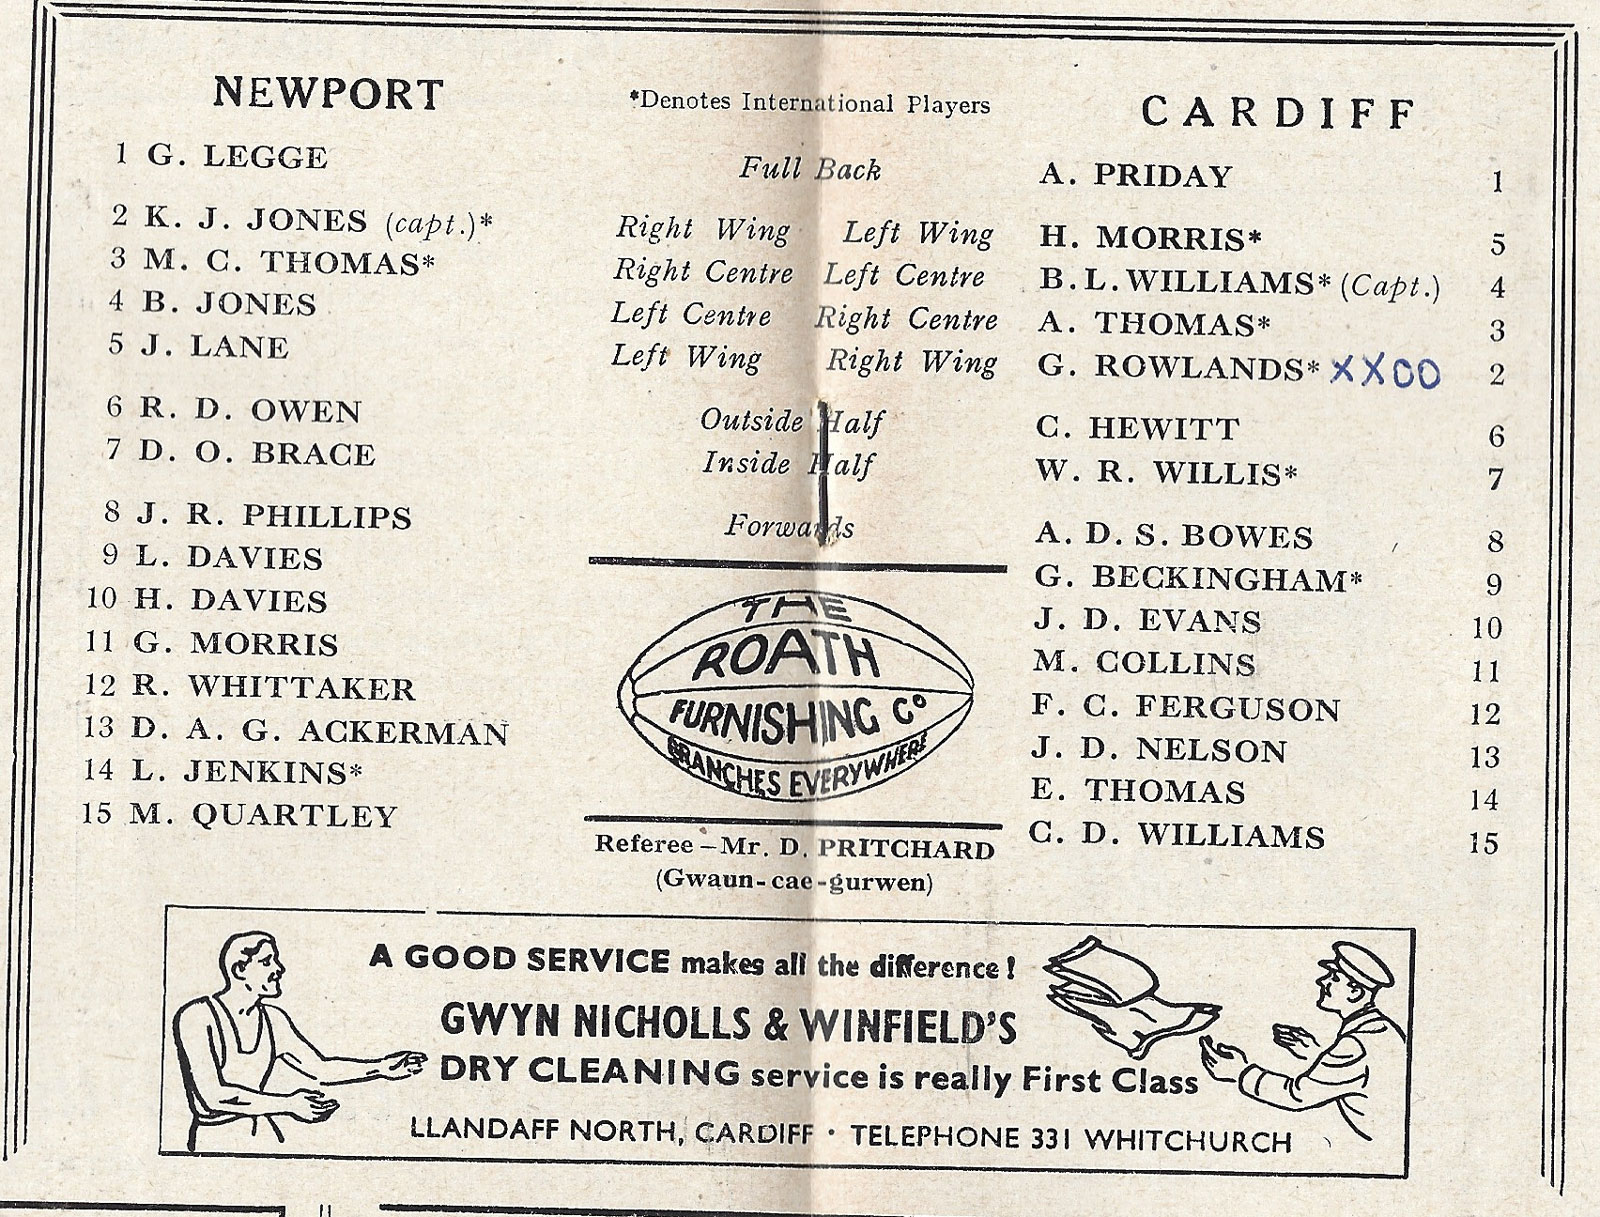 NEWPORT *Denotes International Players CARDIFF
1 G. LEGGE Full Back A. PRIDAY 1
2 K. J. JONES (capt.)* Right Wing Left Wing H. MORRIS* 5
3 M. C. THOMAS* Right Centre Left Centre B. L. WILLIAMS* (Capt.) 4
4 B. JONES Left Centre Right Centre A. THOMAS* 3
5 J. LANE Left Wing Right Wing G. ROWLANDS* XXOO 2
6 R. D. OWEN Outside Half C. HEWITT 6
7 D. O. BRACE Inside Half W. R. WILLIS* 7
8 J. R. PHILLIPS Forwards A. D. S. BOWES 8
9 L. DAVIES G. BECKINGHAM* 9
10 H. DAVIES J. D. EVANS 10
11 G. MORRIS M. COLLINS 11
12 R. WHITTAKER F. C. FERGUSON 12
13 D. A. G. ACKERMAN J. D. NELSON 13
14 L. JENKINS* E. THOMAS 14
15 M. QUARTLEY C. D. WILLIAMS 15
THE
ROATH
FURNISHING Co
BRANCHES EVERYWHERE
Referee – Mr. D. PRITCHARD
(Gwaun-cae-gurwen)
A GOOD SERVICE makes all the difference!
GWYN NICHOLLS & WINFIELD'S
DRY CLEANING service is really First Class
LLANDAFF NORTH, CARDIFF · TELEPHONE 331 WHITCHURCH